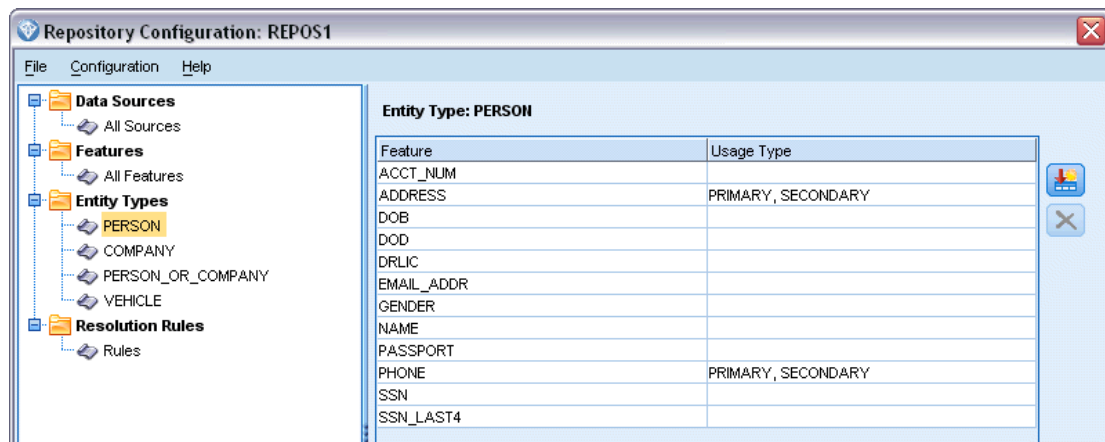 Repository Configuration: REPOS1
File Configuration Help
Data Sources
All Sources
Features
All Features
Entity Types
PERSON
COMPANY
PERSON_OR_COMPANY
VEHICLE
Resolution Rules
Rules
Entity Type: PERSON
Feature Usage Type
ACCT_NUM
ADDRESS PRIMARY, SECONDARY
DOB
DOD
DRLIC
EMAIL_ADDR
GENDER
NAME
PASSPORT
PHONE PRIMARY, SECONDARY
SSN
SSN_LAST4